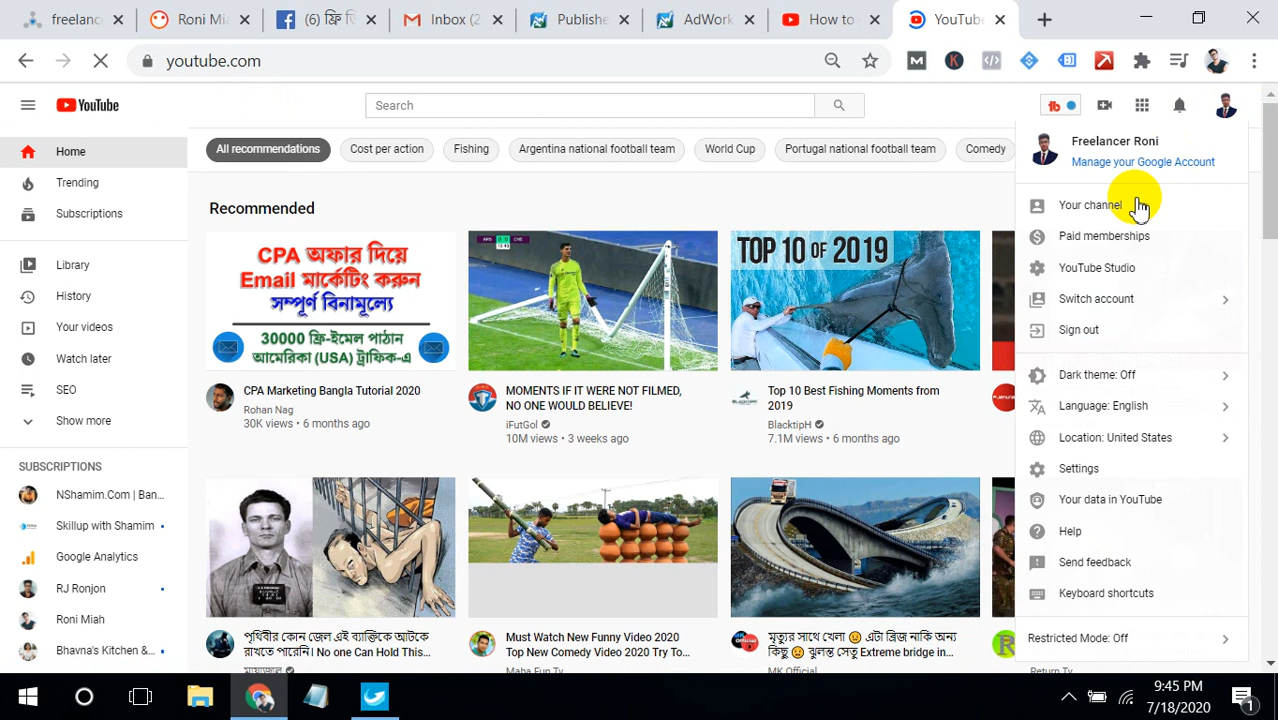 freelanc
Roni Mia
(6) ফ্রি ভি
Inbox (2
Publishe
AdWork
How to
YouTube
youtube.com
YouTube
Search
tb
Home
Trending
Subscriptions
Library
History
Your videos
Watch later
SEO
Show more
SUBSCRIPTIONS
NShamim.Com | Ban...
Skillup with Shamim
Google Analytics
RJ Ronjon
Roni Miah
Bhavna's Kitchen &...
All recommendations
Cost per action
Fishing
Argentina national football team
World Cup
Portugal national football team
Comedy
Recommended
CPA অফার দিয়ে
Email মার্কেটিং করুন
সম্পূর্ণ বিনামূল্যে
30000 ফ্রি-ইমেল পাঠান
আমেরিকা (USA) ট্রাফিক-এ
CPA Marketing Bangla Tutorial 2020
Rohan Nag
30K views • 6 months ago
MOMENTS IF IT WERE NOT FILMED,
NO ONE WOULD BELIEVE!
iFutGol
10M views • 3 weeks ago
TOP 10 OF 2019
Top 10 Best Fishing Moments from
2019
BlacktipH
7.1M views • 6 months ago
পৃথিবীর কোন জেল এই ব্যাক্তিকে আটকে
রাখতে পারেনি! No one Can Hold This...
মায়াজাল
Must Watch New Funny Video 2020
Top New Comedy Video 2020 Try To...
Maha Fun Tv
মৃত্যুর সাথে খেলা 😥 এটা ব্রিজ নাকি অন্য
কিছু 😥 ঝুলন্ত সেতু Extreme bridge in...
MK Official
Return Tv
Freelancer Roni
Manage your Google Account
Your channel
Paid memberships
YouTube Studio
Switch account
Sign out
Dark theme: Off
Language: English
Location: United States
Settings
Your data in YouTube
Help
Send feedback
Keyboard shortcuts
Restricted Mode: Off
9:45 PM
7/18/2020
1